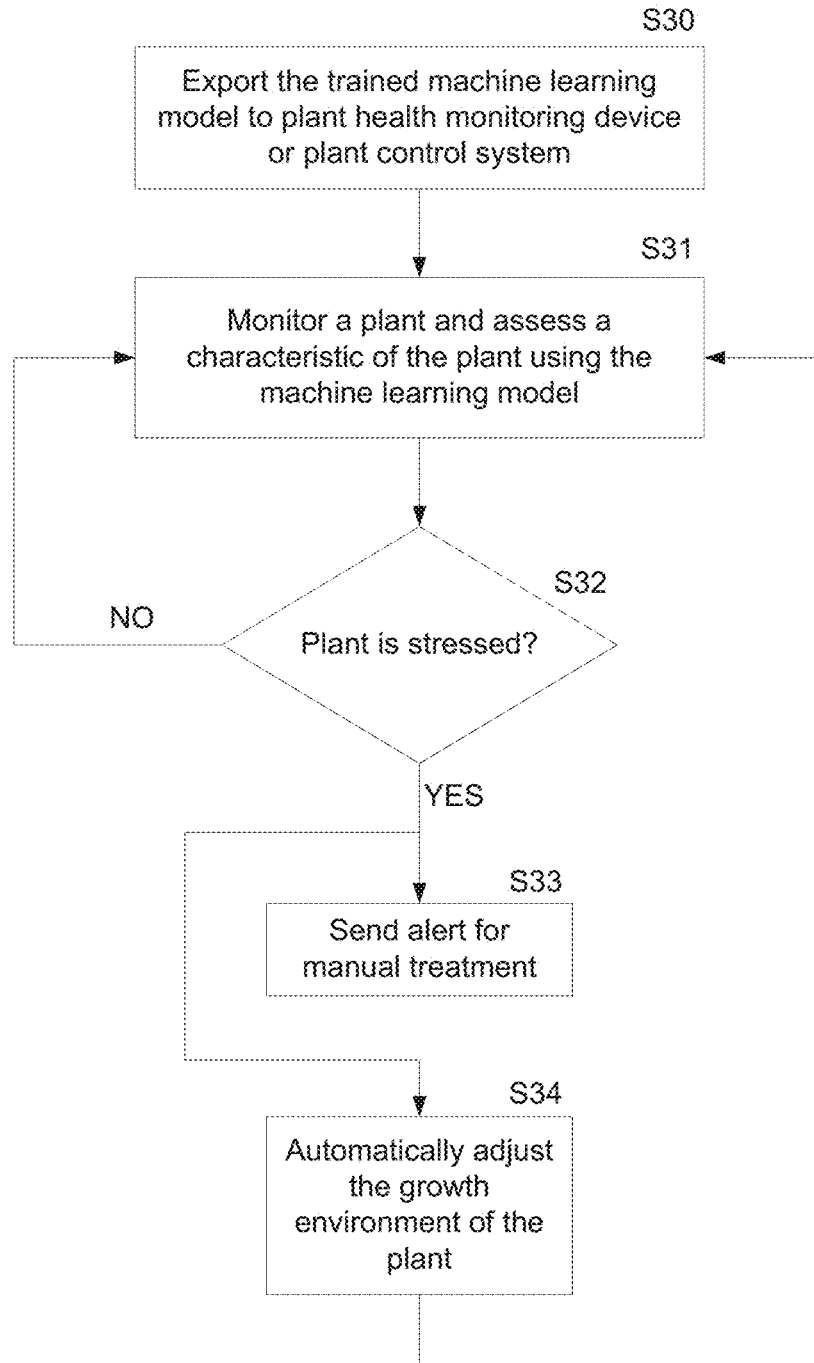 S30
Export the trained machine learning
model to plant health monitoring device
or plant control system
S31
Monitor a plant and assess a
characteristic of the plant using the
machine learning model
S32
Plant is stressed?
NO
YES
S33
Send alert for
manual treatment
S34
Automatically adjust
the growth
environment of the
plant